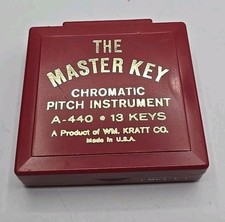 THE
MASTER KEY
CHROMATIC
PITCH INSTRUMENT
A-440 • 13 KEYS
A Product of WM. KRATT CO.
Made in U.S.A.